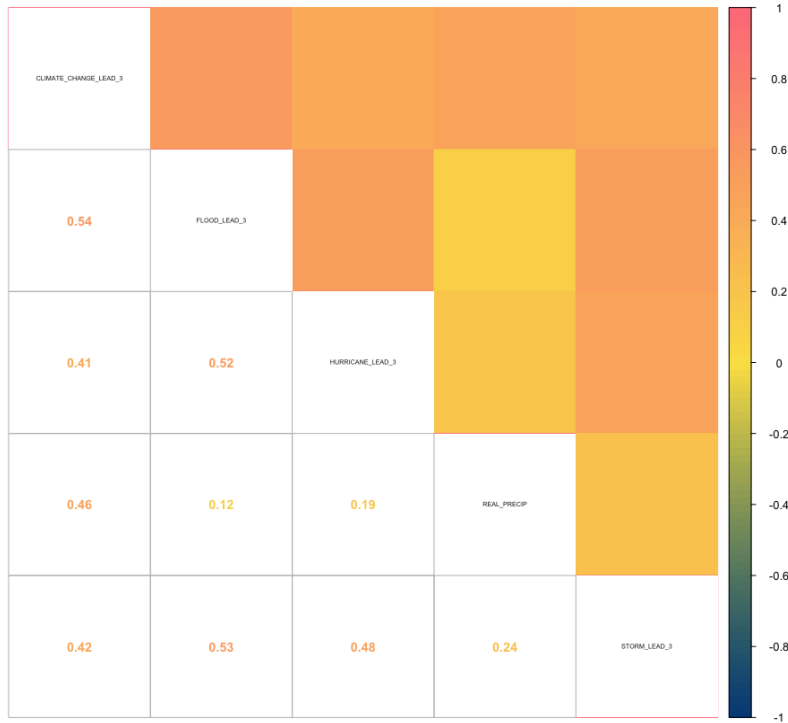 CLIMATE_CHANGE_LEAD_3
0.54 FLOOD_LEAD_3
0.41 0.52 HURRICANE_LEAD_3
0.46 0.12 0.19 REAL_PRECIP
0.42 0.53 0.48 0.24 STORM_LEAD_3
1
0.8
0.6
0.4
0.2
0
-0.2
-0.4
-0.6
-0.8
-1